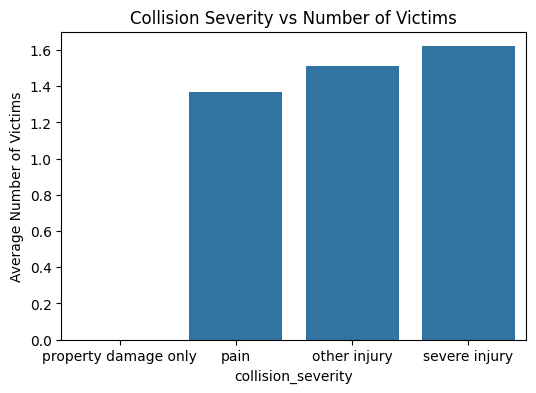 Collision Severity vs Number of Victims
Average Number of Victims
1.6
1.4
1.2
1.0
0.8
0.6
0.4
0.2
0.0
property damage only pain other injury severe injury
collision_severity